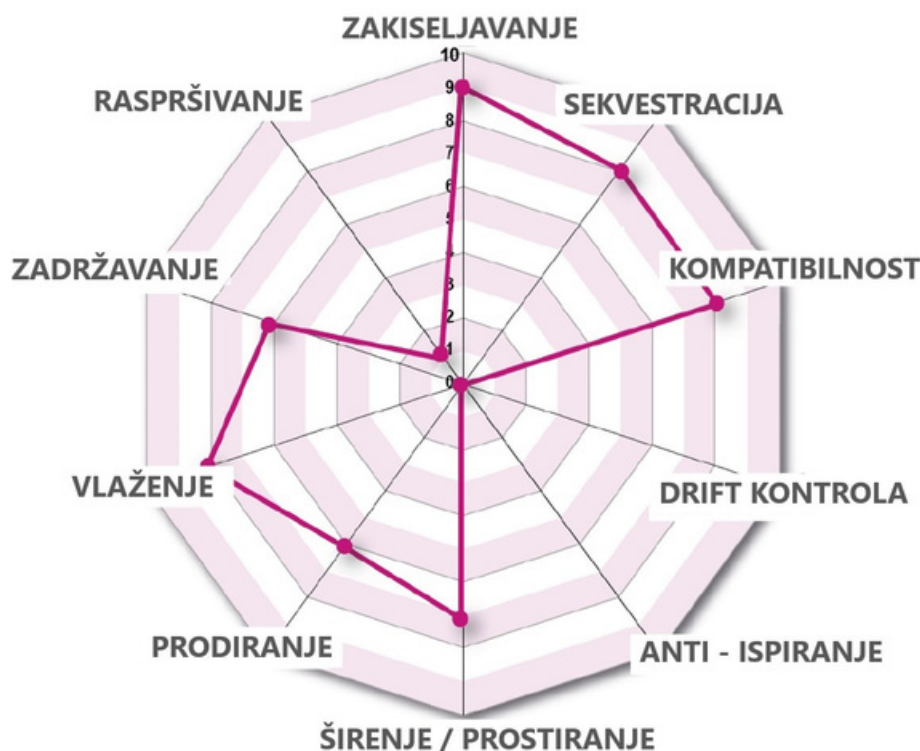 ZAKISELJAVANJE
SEKVESTRACIJA
KOMPATIBILNOST
DRIFT KONTROLA
ANTI - ISPIRANJE
ŠIRENJE / PROSTIRANJE
PRODIRANJE
VLAŽENJE
ZADRŽAVANJE
RASPRŠIVANJE
10
9
8
7
6
5
4
3
2
1
0